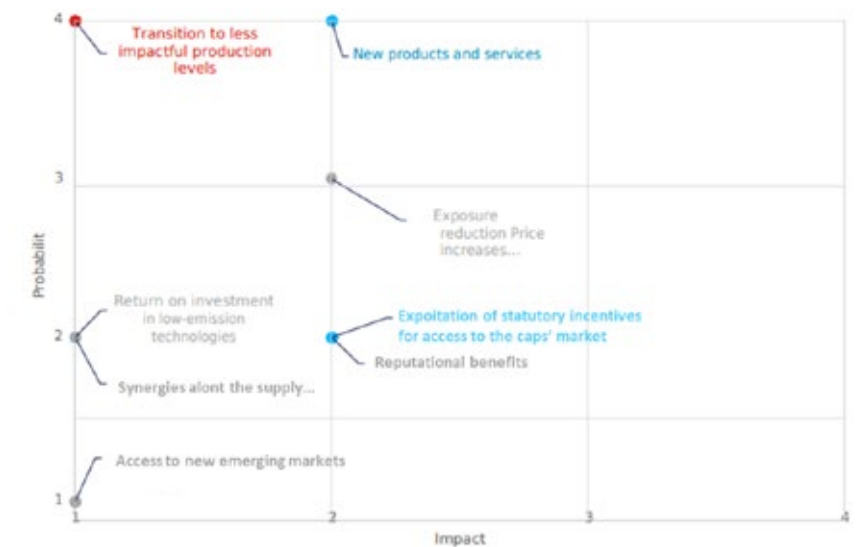 4
Transition to less
impactful production
levels
New products and services
3
Exposure
reduction Price
increases...
Probabilit
Return on investment
in low-emission
technologies
2
Expoitation of statutory incentives
for access to the caps' market
Reputational benefits
Synergies alont the supply...
Access to new emerging markets
1
1
2
3
4
Impact